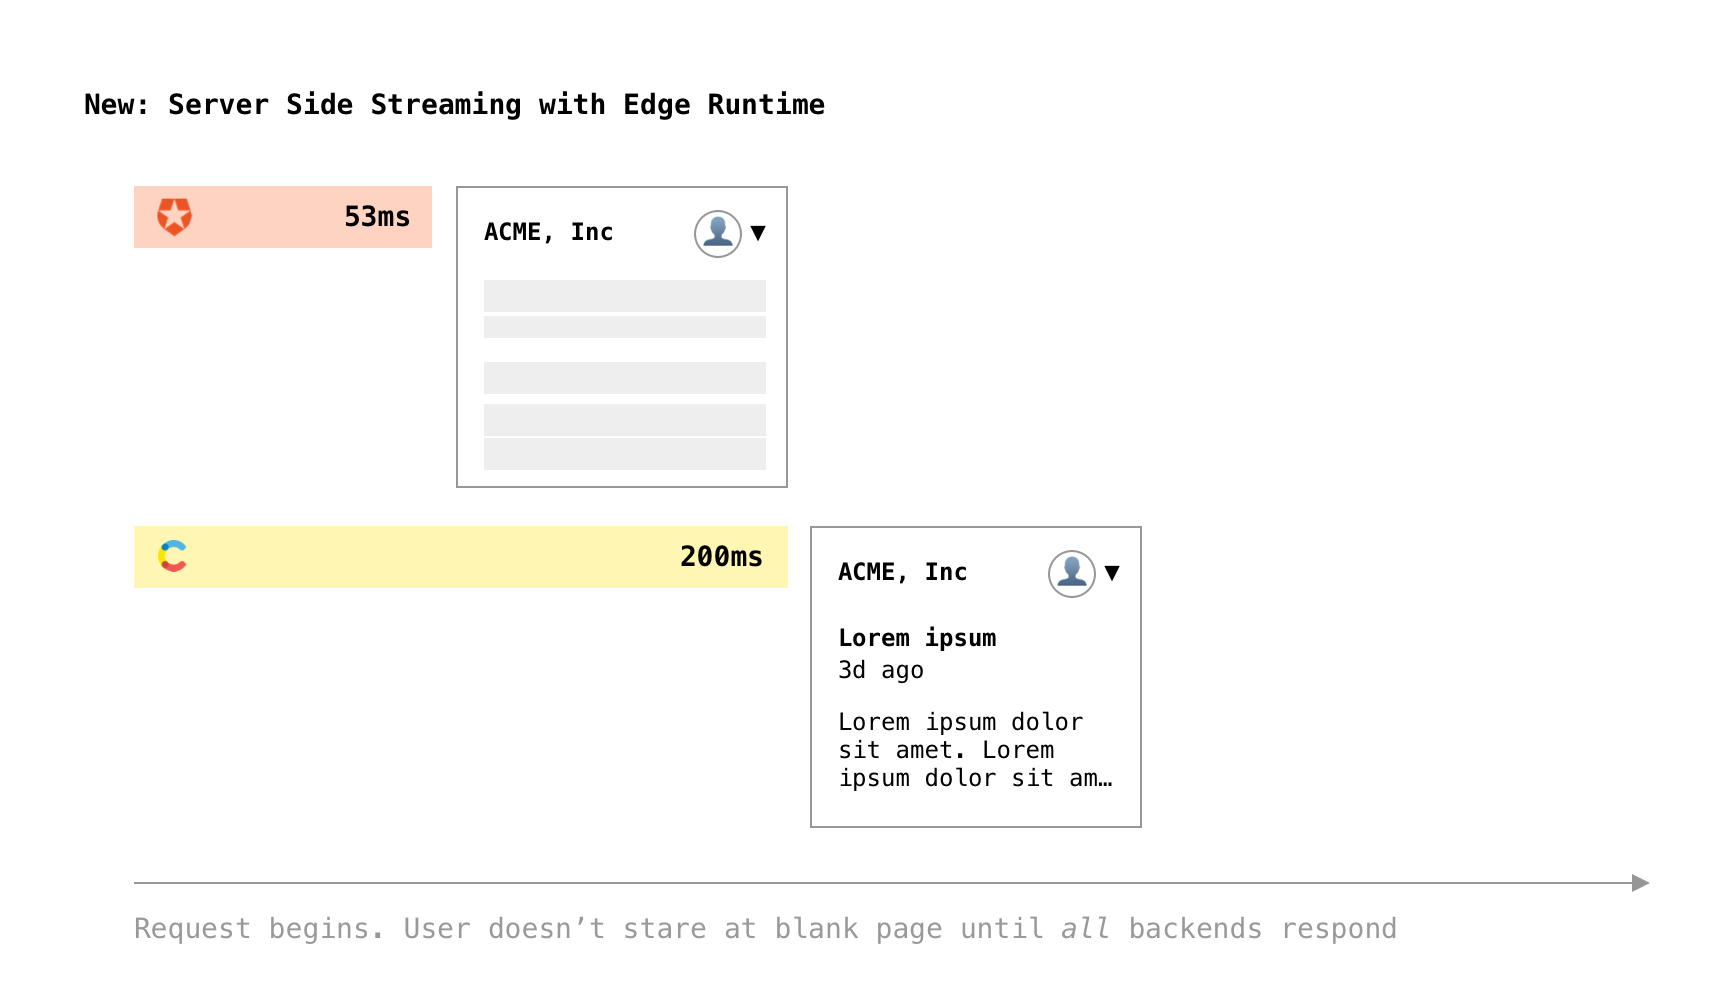 New: Server Side Streaming with Edge Runtime
53ms
ACME, Inc
200ms
ACME, Inc
Lorem ipsum
3d ago
Lorem ipsum dolor
sit amet. Lorem
ipsum dolor sit am…
Request begins. User doesn’t stare at blank page until all backends respond